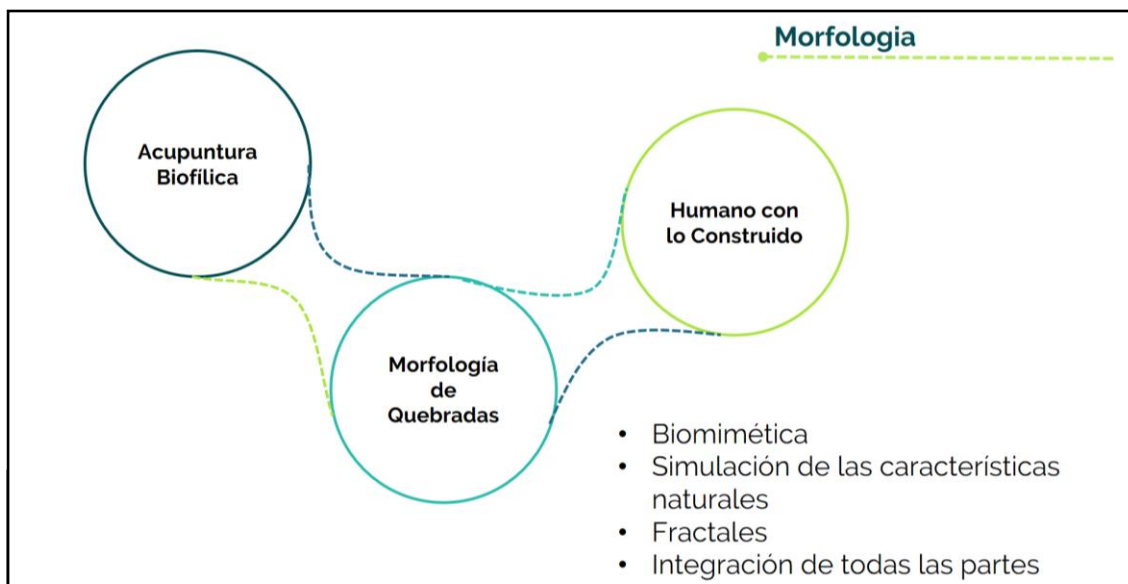 Morfologia
Acupuntura
Biofílica
Humano con
lo Construido
Morfología
de
Quebradas
• Biomimética
• Simulación de las características
naturales
• Fractales
• Integración de todas las partes